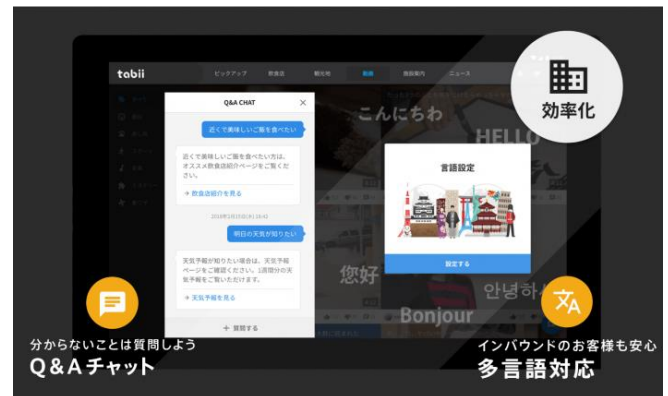 tabii
ピックアップ 飲食店 観光地 動画 施設案内 ニュース
効率化
Q&A CHAT ×
近くで美味しいご飯を食べたい
近くで美味しいご飯を食べたい方は、
オススメ飲食店紹介ページをご覧くだ
さい。
→ 飲食店紹介を見る
明日の天気が知りたい
天気予報が知りたい場合は、天気予報
ページをご確認ください。1週間分の天
気予報をご覧いただけます。
→ 天気予報を見る
+ 質問する
こんにちわ
HELLO
言語設定
設定する
您好
안녕하
Bonjour
分からないことは質問しよう
Q&Aチャット
インバウンドのお客様も安心
多言語対応